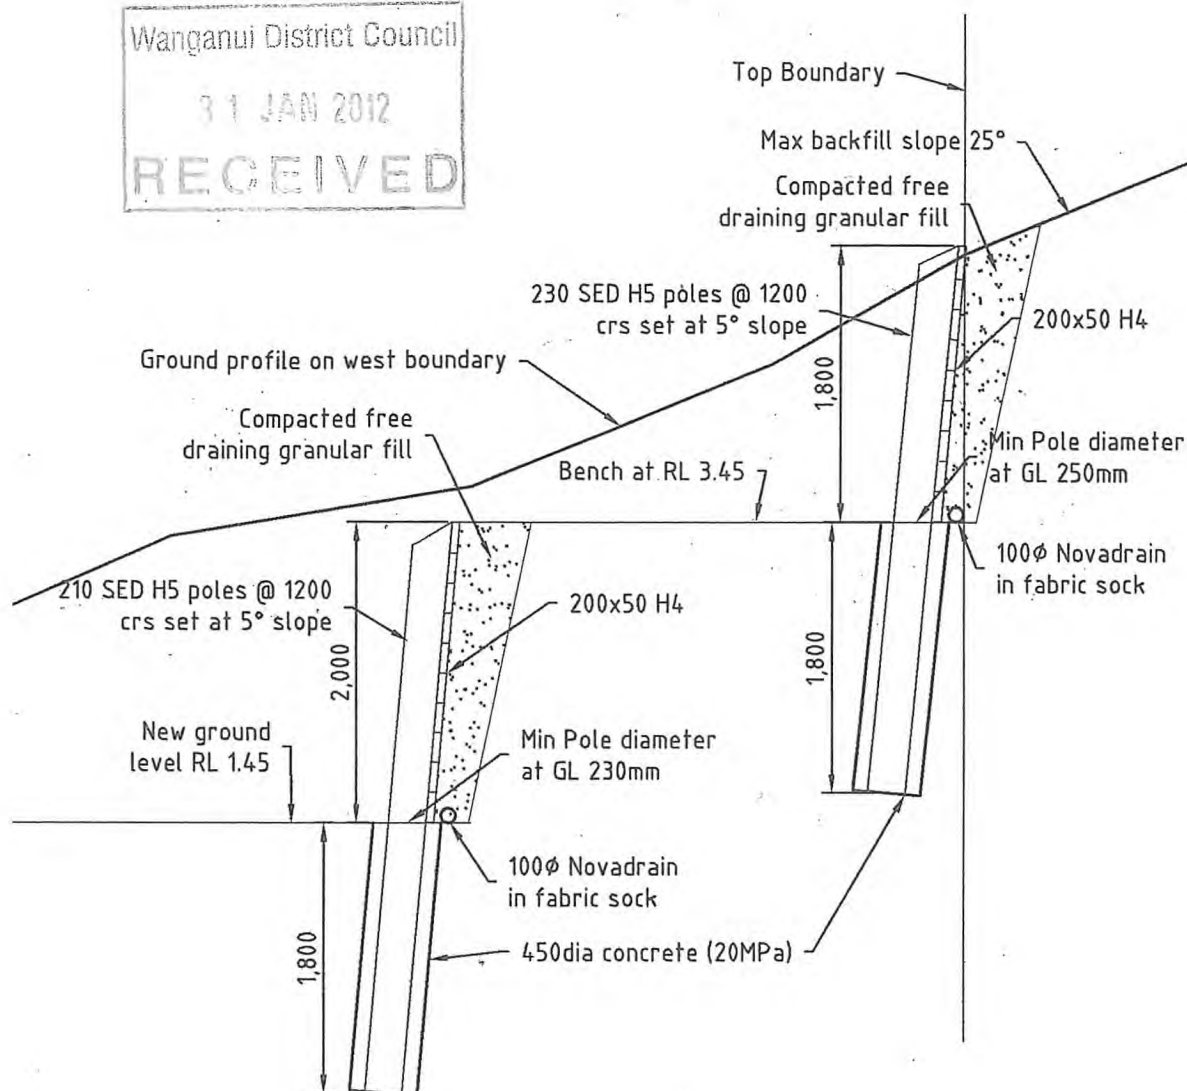 Wanganui District Council
31 JAN 2012
RECEIVED
Top Boundary
Max backfill slope 25°
Compacted free
draining granular fill
230 SED H5 poles @ 1200
crs set at 5° slope
200x50 H4
Ground profile on west boundary
1,800
Compacted free
draining granular fill
Min Pole diameter
at GL 250mm
Bench at RL 3.45
100ø Novadrain
in fabric sock
210 SED H5 poles @ 1200
crs set at 5° slope
200x50 H4
2,000
1,800
New ground
level RL 1.45
Min Pole diameter
at GL 230mm
100ø Novadrain
in fabric sock
1,800
450dia concrete (20MPa)